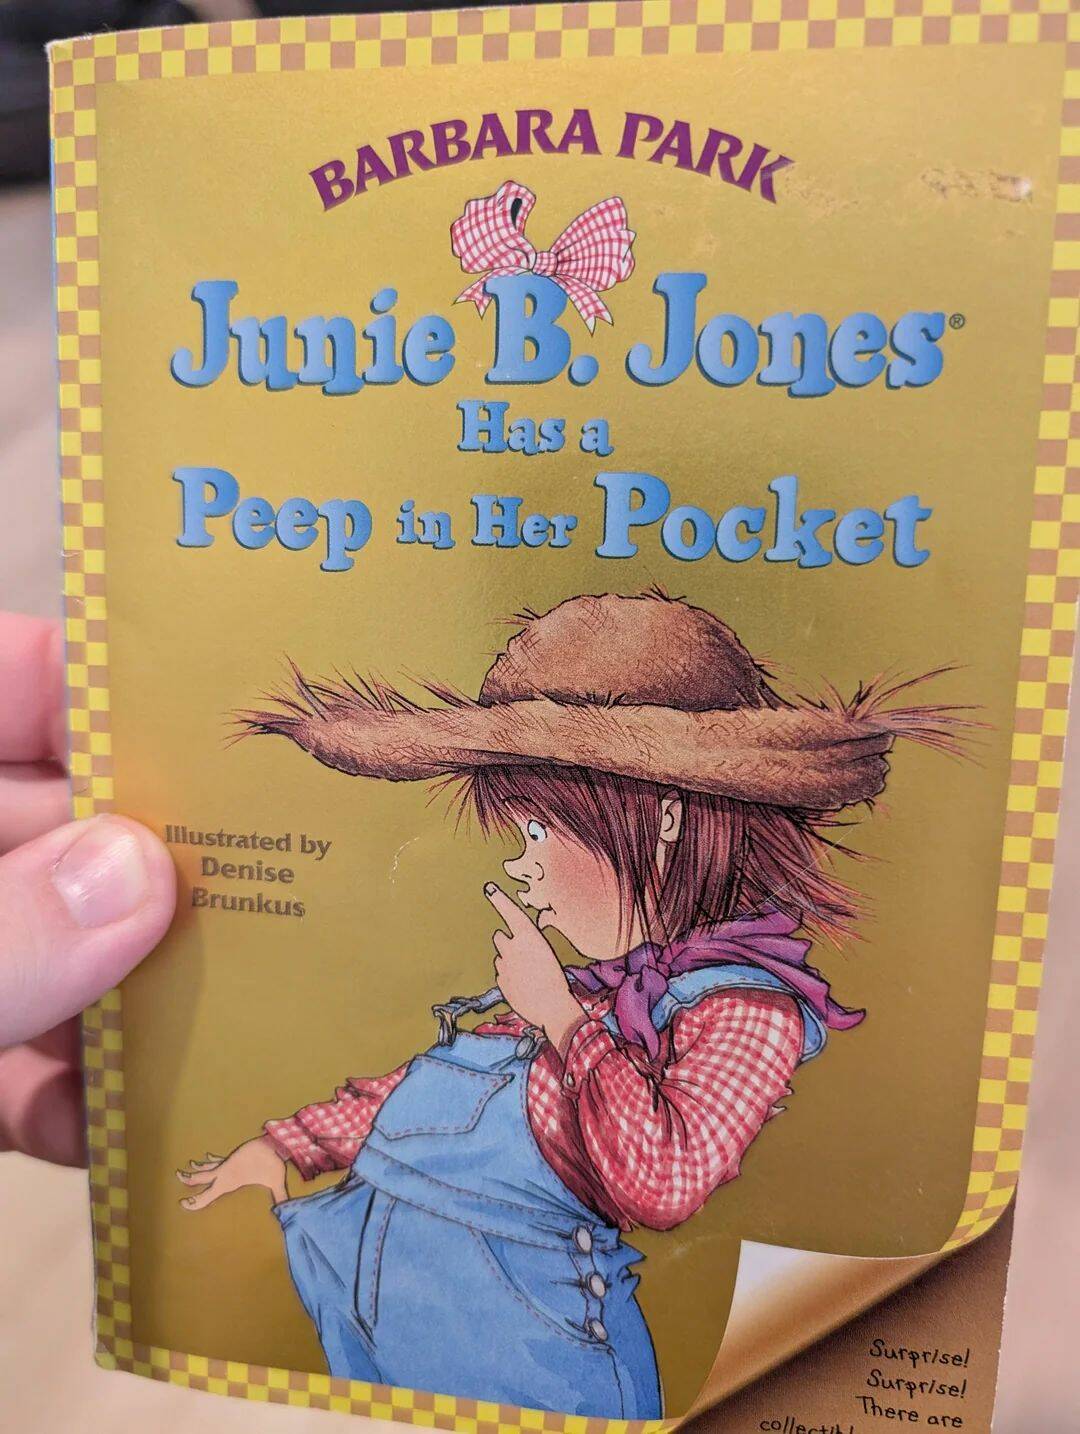 BARBARA PARK
Junie B. Jones®
Has a
Peep in Her Pocket
Illustrated by
Denise
Brunkus
Surprise!
Surprise!
There are